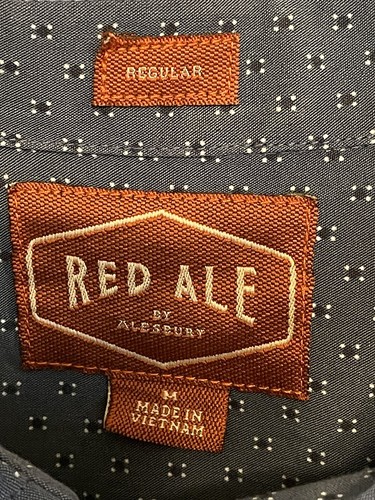 REGULAR
RED ALE
BY
ALESBURY
M
MADE IN
VIETNAM